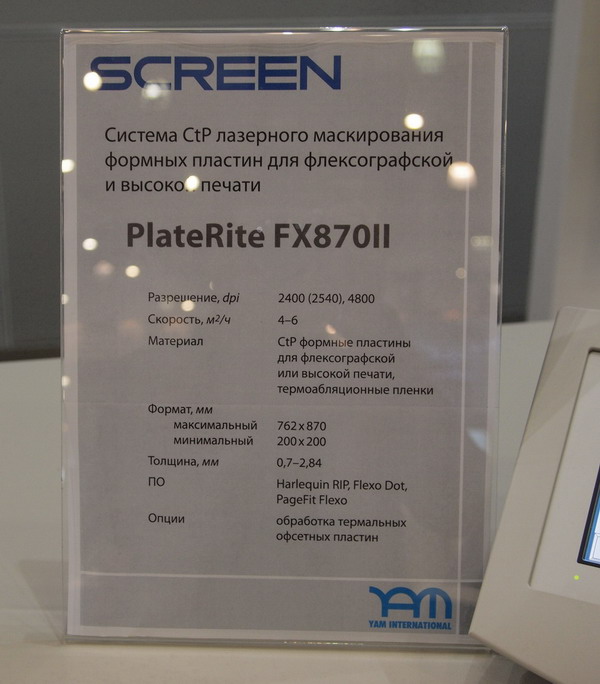 SCREEN
Система CtP лазерного маскирования
формных пластин для флексографской
и высокой печати
PlateRite FX870II
Разрешение, dpi 2400 (2540), 4800
Скорость, м2/ч 4–6
Материал CtP формные пластины
для флексографской
или высокой печати,
термоабляционные пленки
Формат, мм
максимальный 762 x 870
минимальный 200 x 200
Толщина, мм 0,7–2,84
ПО Harlequin RIP, Flexo Dot,
PageFit Flexo
Опции обработка термальных
офсетных пластин
YAM
YAM INTERNATIONAL